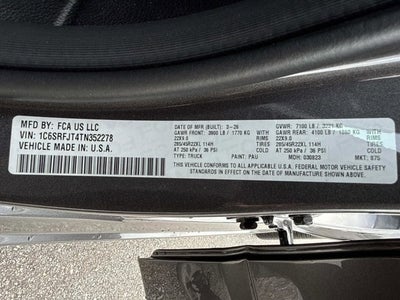 MFD BY: FCA US LLC
VIN: 1C6SRFJT4TN352278
VEHICLE MADE IN: U.S.A.
DATE OF MFR (BUILT): 3-26
GVWR: 7100 LB / 3221 KG
GAWR FRONT: 3900 LB / 1770 KG
WITH
GAWR REAR: 4100 LB / KG
WITH
22X9.0
RIMS
22X9.0
RIMS
285/45R22XL 114H
TIRES
285/45R22XL 114H
TIRES
AT 250 kPa / 36 PSI
COLD
AT 250 kPa / 36 PSI
COLD
TYPE: TRUCK
PAINT: PAU
MDH: 030823
MKT: 875
THIS VEHICLE CONFORMS TO ALL APPLICABLE U.S.A. FEDERAL MOTOR VEHICLE
SAFETY STANDARDS IN EFFECT ON THE DATE OF MANUFACTURE SHOWN ABOVE.